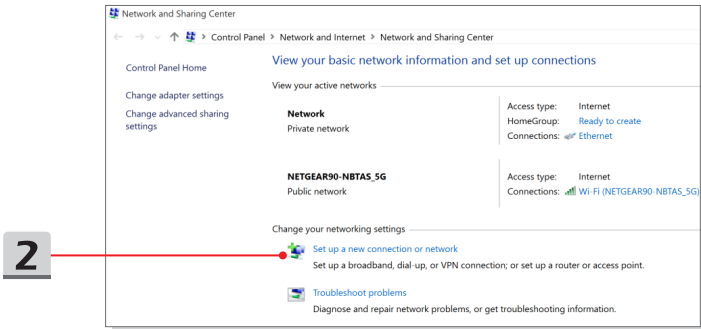 Network and Sharing Center
Control Panel > Network and Internet > Network and Sharing Center
Control Panel Home
Change adapter settings
Change advanced sharing
settings
View your basic network information and set up connections
View your active networks
Network
Private network
Access type: Internet
HomeGroup: Ready to create
Connections: Ethernet
NETGEAR90-NBTAS_5G
Public network
Access type: Internet
Connections: Wi-Fi (NETGEAR90-NBTAS_5G)
Change your networking settings
2
Set up a new connection or network
Set up a broadband, dial-up, or VPN connection; or set up a router or access point.
Troubleshoot problems
Diagnose and repair network problems, or get troubleshooting information.